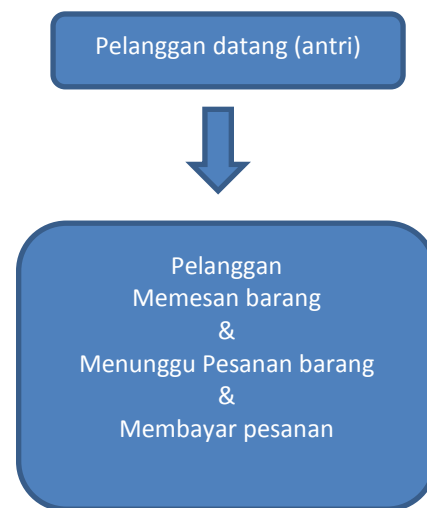 Pelanggan datang (antri)
Pelanggan
Memesan barang
&
Menunggu Pesanan barang
&
Membayar pesanan